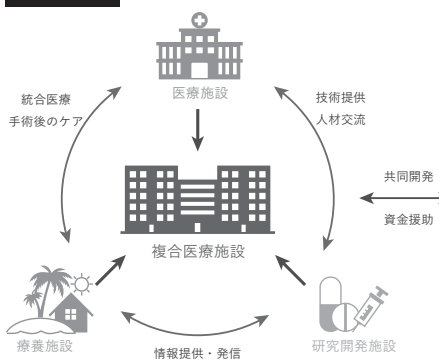 医療施設
統合医療
手術後のケア
技術提供
人材交流
共同開発
資金援助
複合医療施設
療養施設
情報提供・発信
研究開発施設